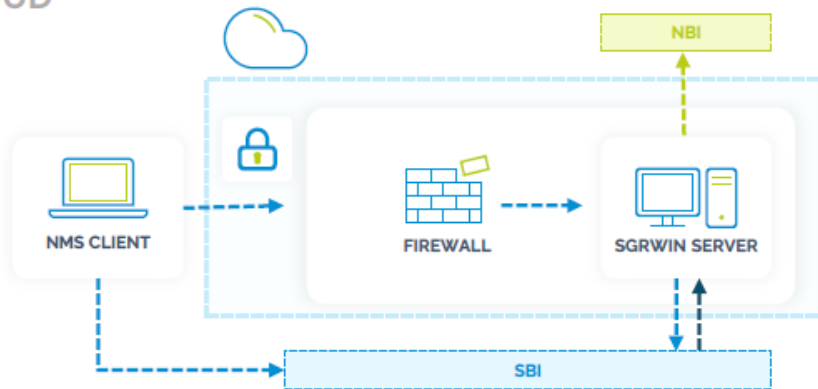 NBI
NMS CLIENT
FIREWALL
SGRWIN SERVER
SBI